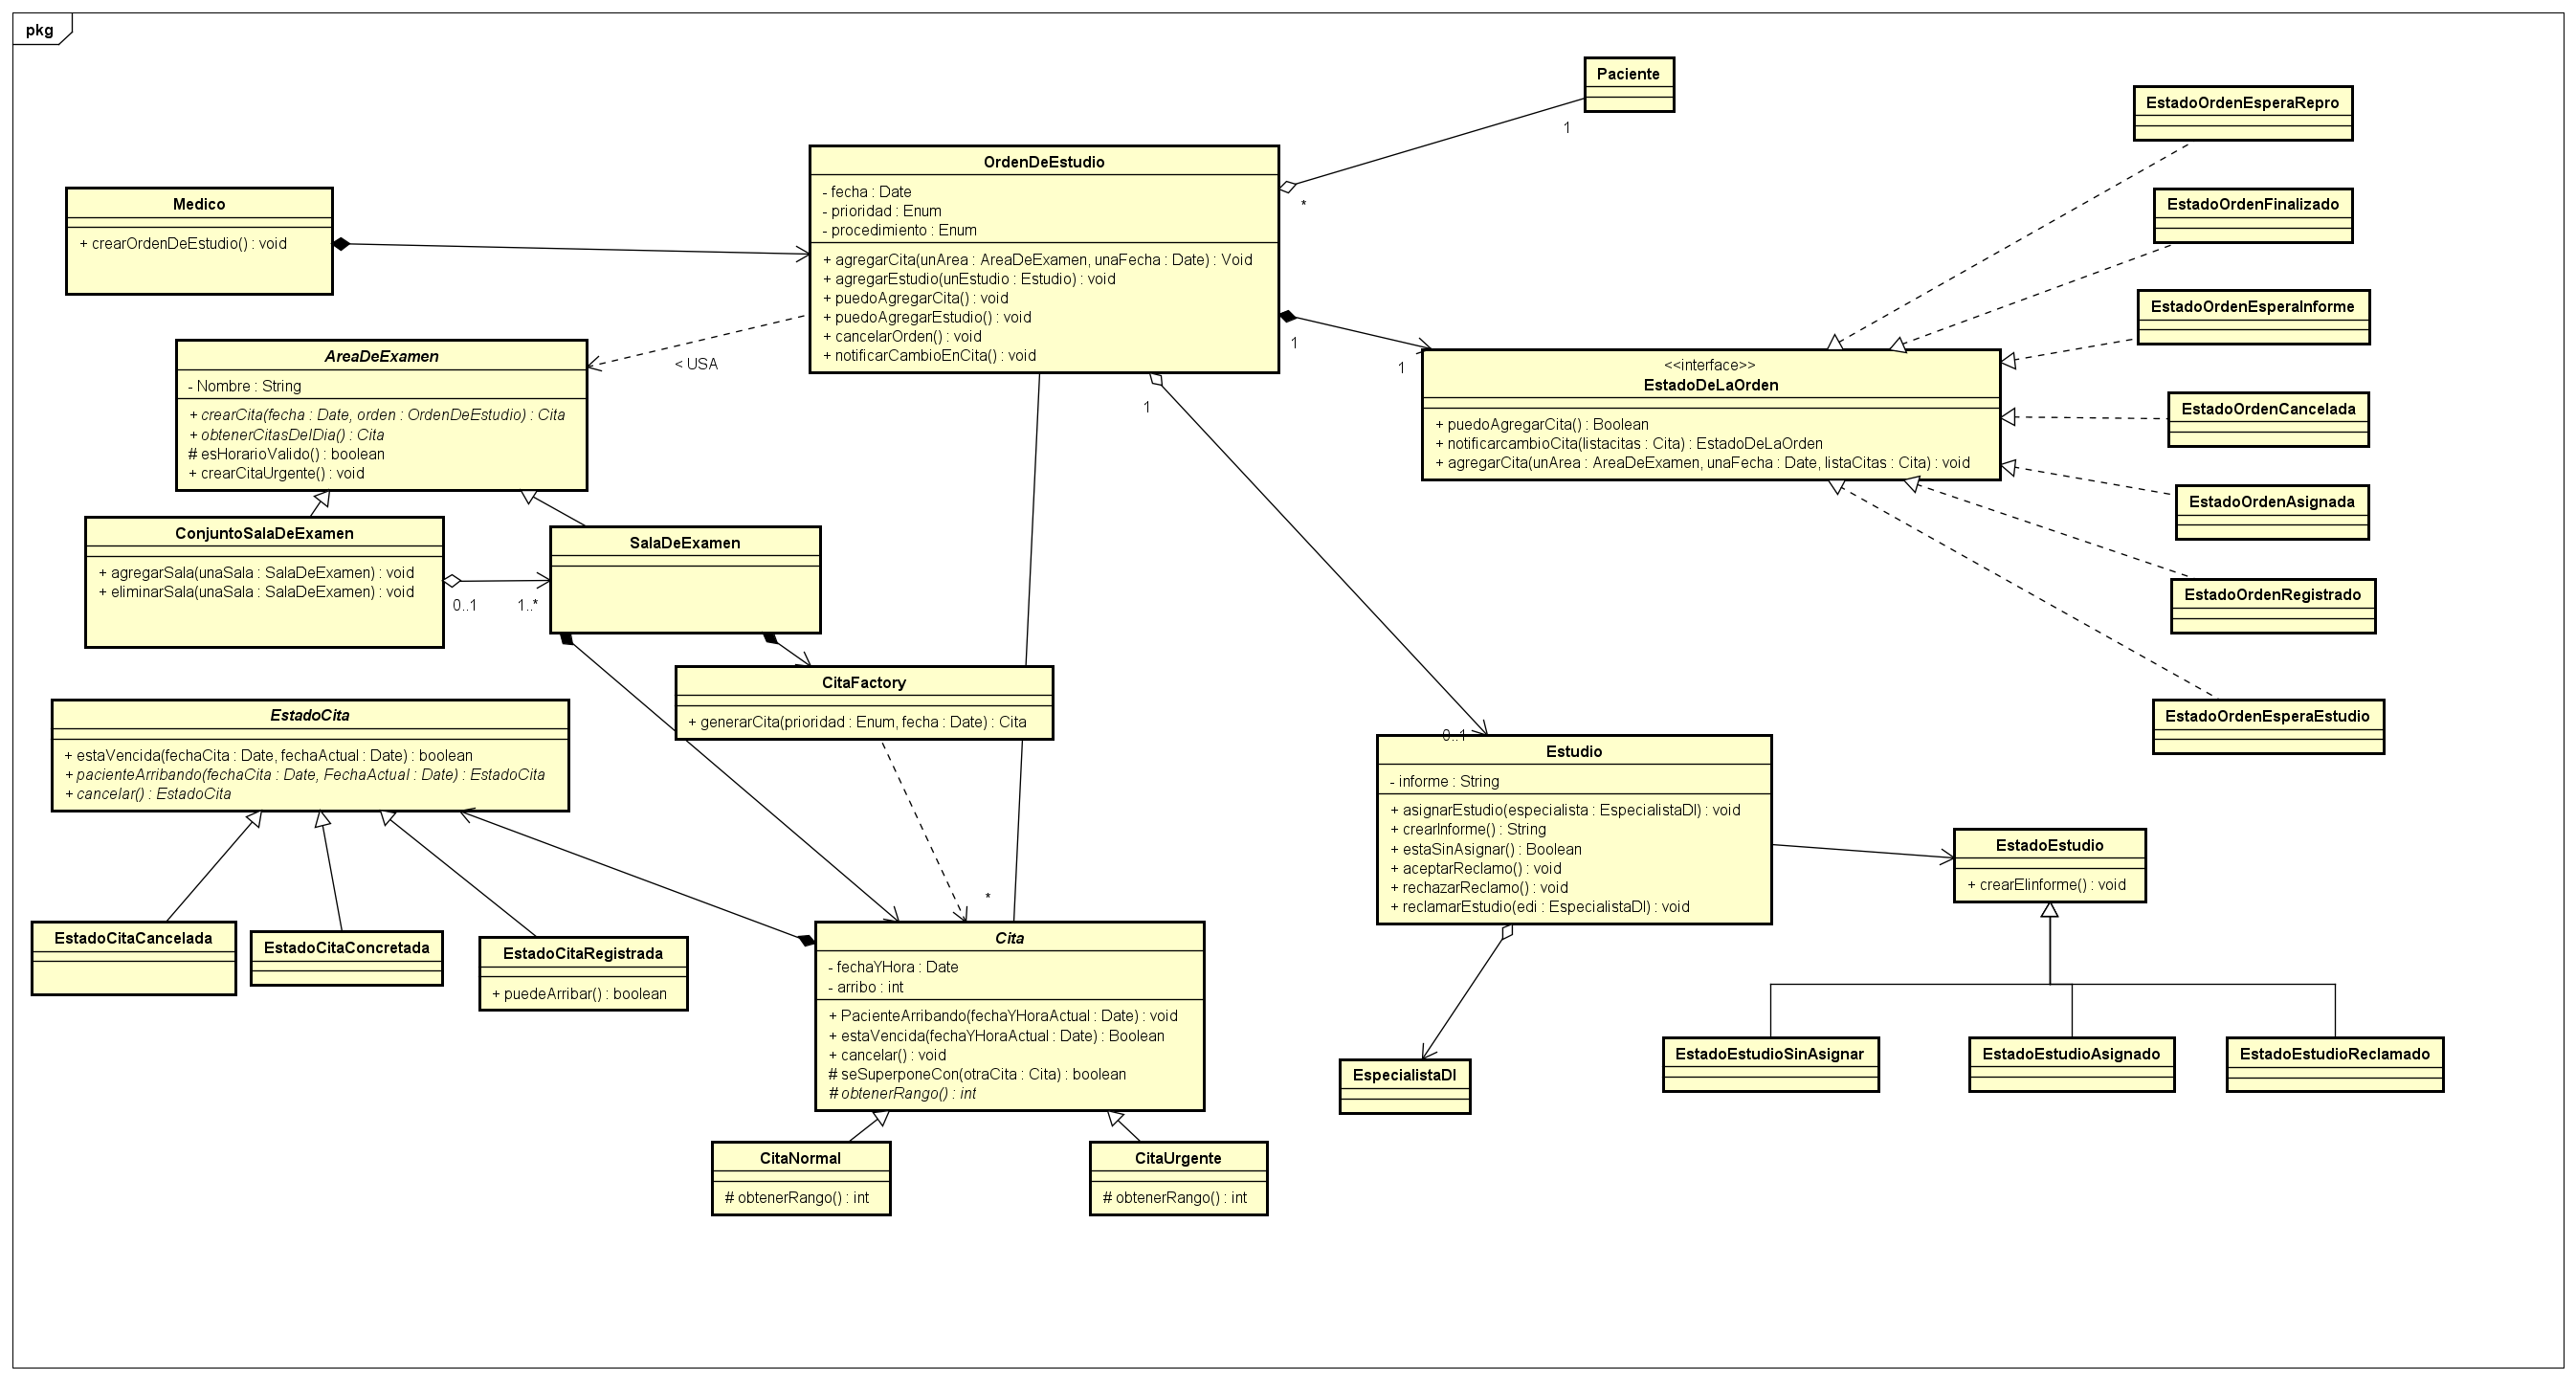 pkg
Paciente
1
*
EstadoOrdenEsperaRepro
EstadoOrdenFinalizado
EstadoOrdenEsperaInforme
EstadoOrdenCancelada
EstadoOrdenAsignada
EstadoOrdenRegistrado
EstadoOrdenEsperaEstudio
OrdenDeEstudio
- fecha : Date
- prioridad : Enum
- procedimiento : Enum
+ agregarCita(unArea : AreaDeExamen, unaFecha : Date) : Void
+ agregarEstudio(unEstudio : Estudio) : void
+ puedoAgregarCita() : void
+ puedoAgregarEstudio() : void
+ cancelarOrden() : void
+ notificarCambioEnCita() : void
Medico
+ crearOrdenDeEstudio() : void
< USA
1
1
1
<<interface>>
EstadoDeLaOrden
+ puedoAgregarCita() : Boolean
+ notificarcambioCita(listacitas : Cita) : EstadoDeLaOrden
+ agregarCita(unArea : AreaDeExamen, unaFecha : Date, listaCitas : Cita) : void
AreaDeExamen
- Nombre : String
+ crearCita(fecha : Date, orden : OrdenDeEstudio) : Cita
+ obtenerCitasDelDia() : Cita
# esHorarioValido() : boolean
+ crearCitaUrgente() : void
ConjuntoSalaDeExamen
+ agregarSala(unaSala : SalaDeExamen) : void
+ eliminarSala(unaSala : SalaDeExamen) : void
0..1
1..*
SalaDeExamen
CitaFactory
+ generarCita(prioridad : Enum, fecha : Date) : Cita
EstadoCita
+ estaVencida(fechaCita : Date, fechaActual : Date) : boolean
+ pacienteArribando(fechaCita : Date, FechaActual : Date) : EstadoCita
+ cancelar() : EstadoCita
EstadoCitaCancelada
EstadoCitaConcretada
EstadoCitaRegistrada
+ puedeArribar() : boolean
*
Cita
- fechaYHora : Date
- arribo : int
+ PacienteArribando(fechaYHoraActual : Date) : void
+ estaVencida(fechaYHoraActual : Date) : Boolean
+ cancelar() : void
# seSuperponeCon(otraCita : Cita) : boolean
# obtenerRango() : int
CitaNormal
# obtenerRango() : int
CitaUrgente
# obtenerRango() : int
0..1
Estudio
- informe : String
+ asignarEstudio(especialista : EspecialistaDI) : void
+ crearInforme() : String
+ estaSinAsignar() : Boolean
+ aceptarReclamo() : void
+ rechazarReclamo() : void
+ reclamarEstudio(edi : EspecialistaDI) : void
EspecialistaDI
EstadoEstudio
+ crearElinforme() : void
EstadoEstudioSinAsignar
EstadoEstudioAsignado
EstadoEstudioReclamado